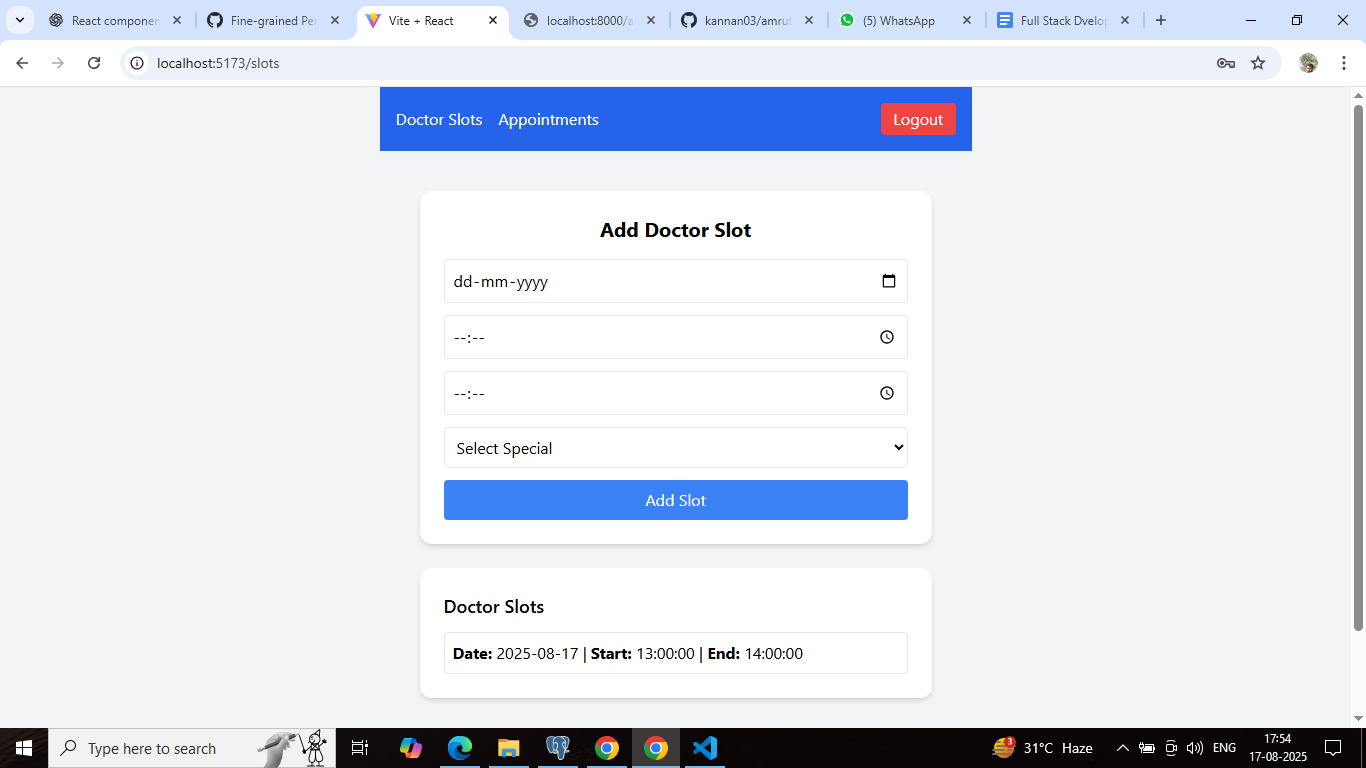 React componen
Fine-grained Per
Vite + React
localhost:8000/a
kannan03/amrut
(5) WhatsApp
Full Stack Dvelop
localhost:5173/slots
Doctor Slots
Appointments
Logout
Add Doctor Slot
dd-mm-yyyy
--:--
--:--
Select Special
Add Slot
Doctor Slots
Date: 2025-08-17 | Start: 13:00:00 | End: 14:00:00
Type here to search
3
31°C Haze
ENG
17:54
17-08-2025